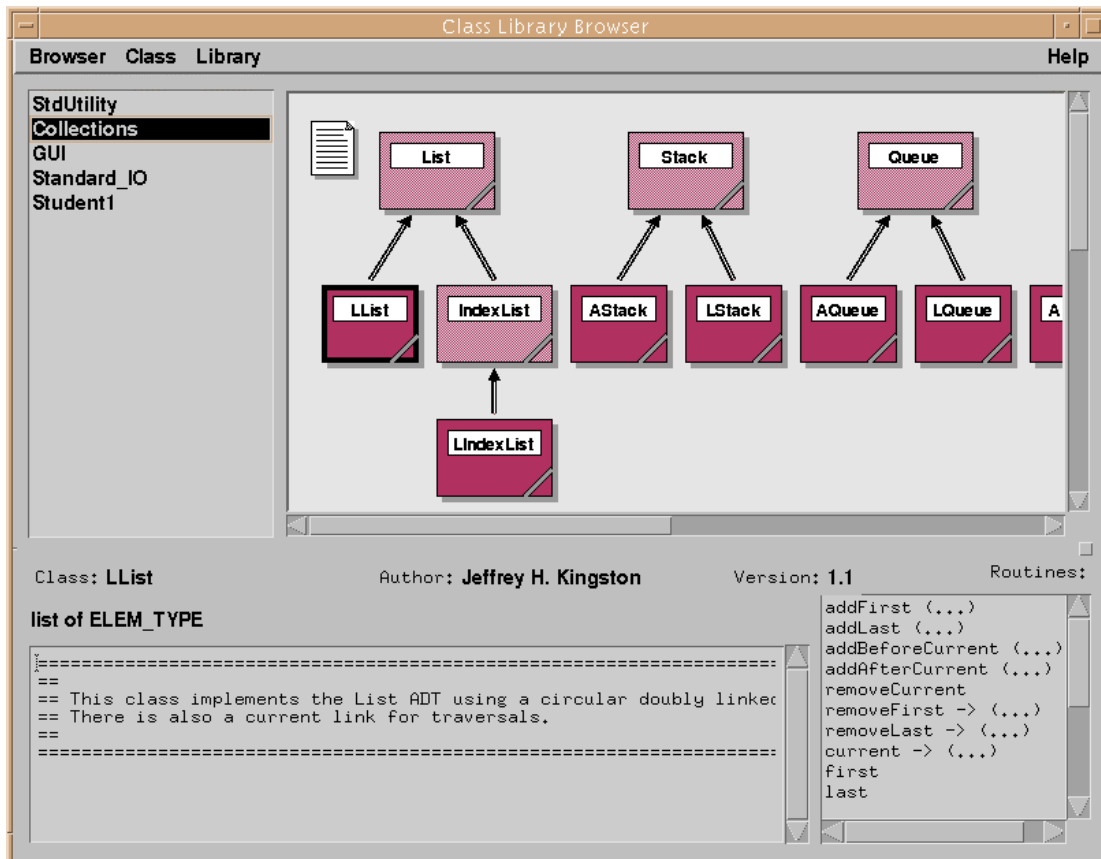 Class Library Browser
Browser Class Library Help
StdUtility
Collections
GUI
Standard_IO
Student1
List Stack Queue
LList IndexList AStack LStack AQueue LQueue A
LIndexList
Class: LList Author: Jeffrey H. Kingston Version: 1.1 Routines:
list of ELEM_TYPE
==========================================================================
==
== This class implements the List ADT using a circular doubly linked
== There is also a current link for traversals.
==
==========================================================================
addFirst (...)
addLast (...)
addBeforeCurrent (...)
addAfterCurrent (...)
removeCurrent
removeFirst -> (...)
removeLast -> (...)
current -> (...)
first
last